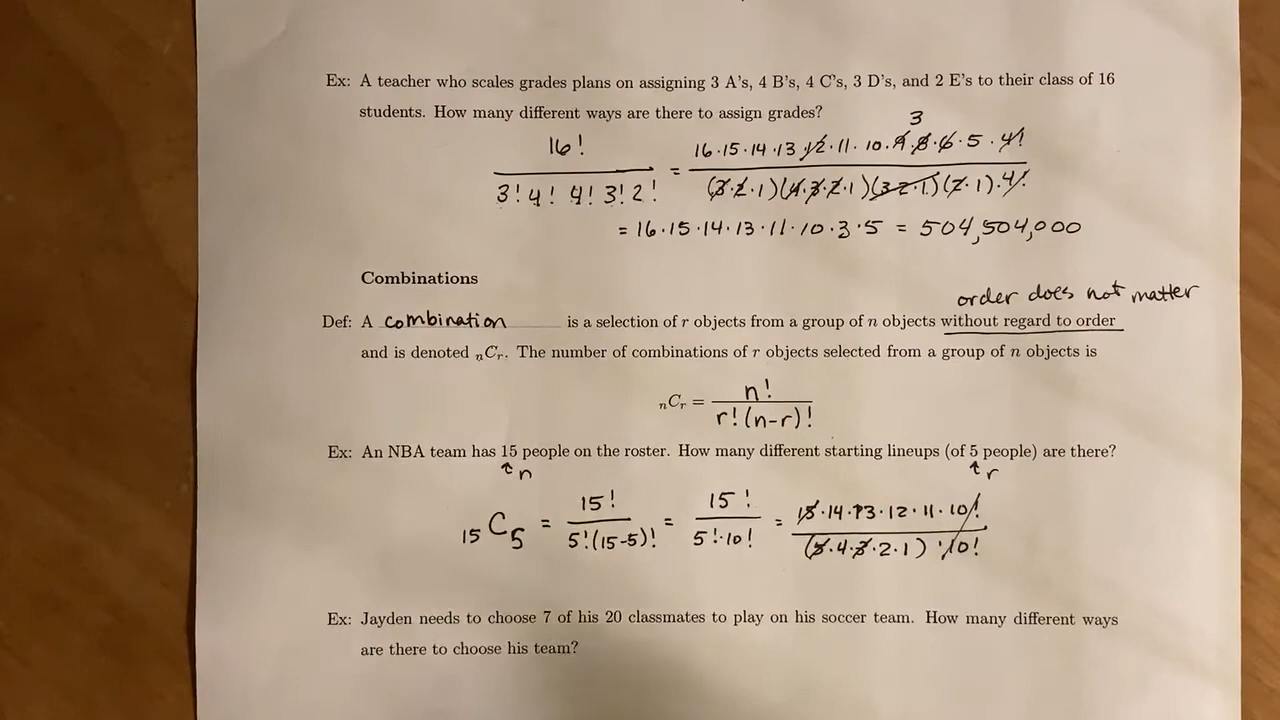 Ex: A teacher who scales grades plans on assigning 3 A's, 4 B's, 4 C's, 3 D's, and 2 E's to their class of 16
students. How many different ways are there to assign grades?
3
16! / 3! 4! 4! 3! 2! = 16·15·14·13·12·11·10·9·8·6·5·4! / (3·2·1)(4·3·2·1)(3·2·1)(2·1)·4!
= 16·15·14·13·11·10·3·5 = 504,504,000
Combinations
order does not matter
Def: A combination is a selection of r objects from a group of n objects without regard to order
and is denoted nCr. The number of combinations of r objects selected from a group of n objects is
nCr = n! / r!(n-r)!
Ex: An NBA team has 15 people on the roster. How many different starting lineups (of 5 people) are there?
↑ n ↑ r
15C5 = 15! / 5!(15-5)! = 15! / 5!·10! = 15·14·13·12·11·10! / (5·4·3·2·1)·10!
Ex: Jayden needs to choose 7 of his 20 classmates to play on his soccer team. How many different ways
are there to choose his team?